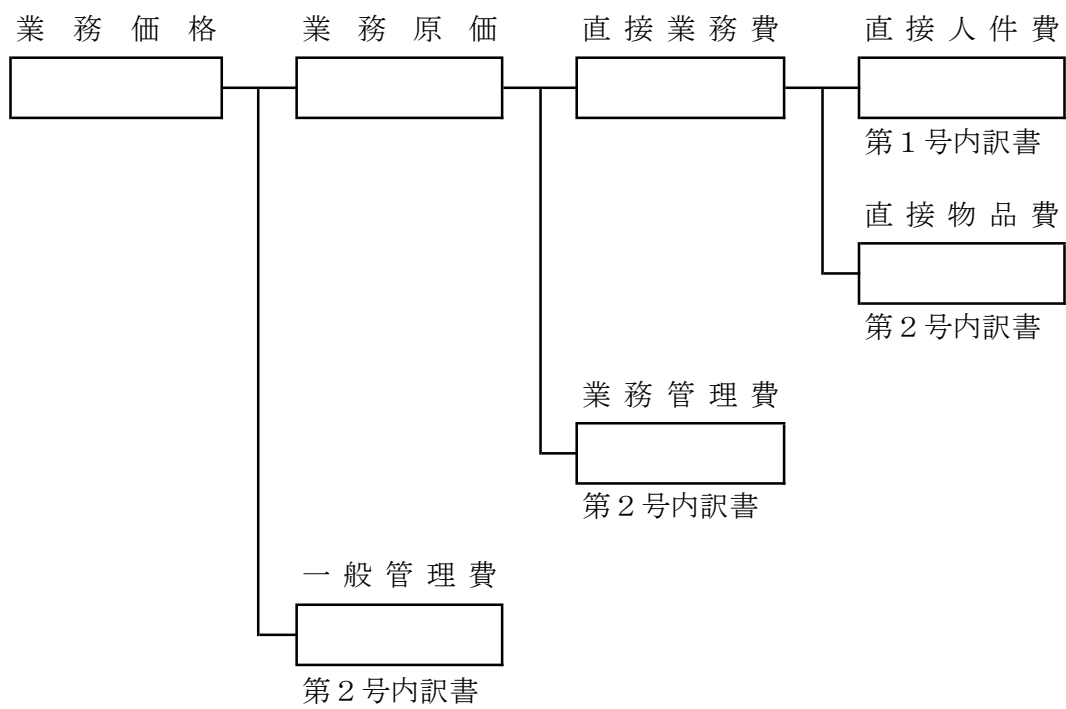 業務価格 業務原価 直接業務費 直接人件費
第１号内訳書
直接物品費
第２号内訳書
業務管理費
第２号内訳書
一般管理費
第２号内訳書